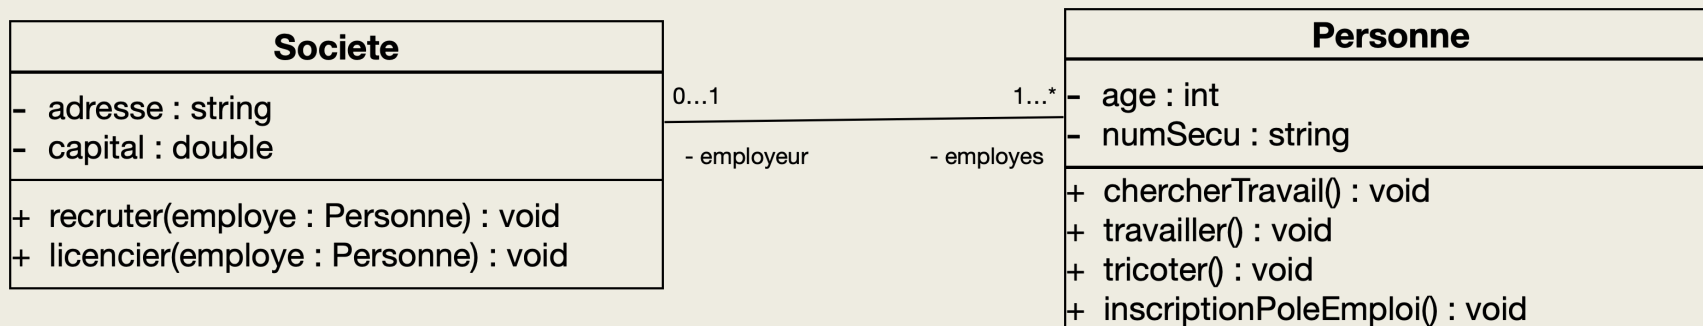 Societe
- adresse : string
- capital : double
+ recruter(employe : Personne) : void
+ licencier(employe : Personne) : void
0...1
1...*
- employeur
- employes
Personne
- age : int
- numSecu : string
+ chercherTravail() : void
+ travailler() : void
+ tricoter() : void
+ inscriptionPoleEmploi() : void